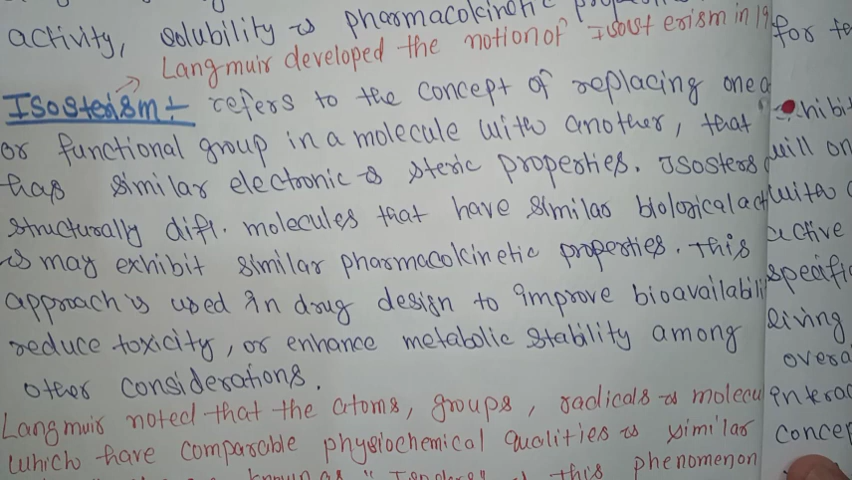 activity, solubility & pharmacokinetic
Langmuir developed the notion of Isosterism in 19
Isosterism :- refers to the concept of replacing one a
or functional group in a molecule with another, that
has similar electronic & steric properties. Isosters
structurally diff. molecules that have similar biological act
& may exhibit similar pharmacokinetic properties. This
approach is used in drug design to improve bioavailabili
reduce toxicity, or enhance metabolic stability among
other considerations.
Langmuir noted that the atoms, groups, radicals & molecu
which have comparable physiochemical qualities & similar
known as this phenomenon
for
hibit
will on
with
active
specific
living
overa
interac
concep